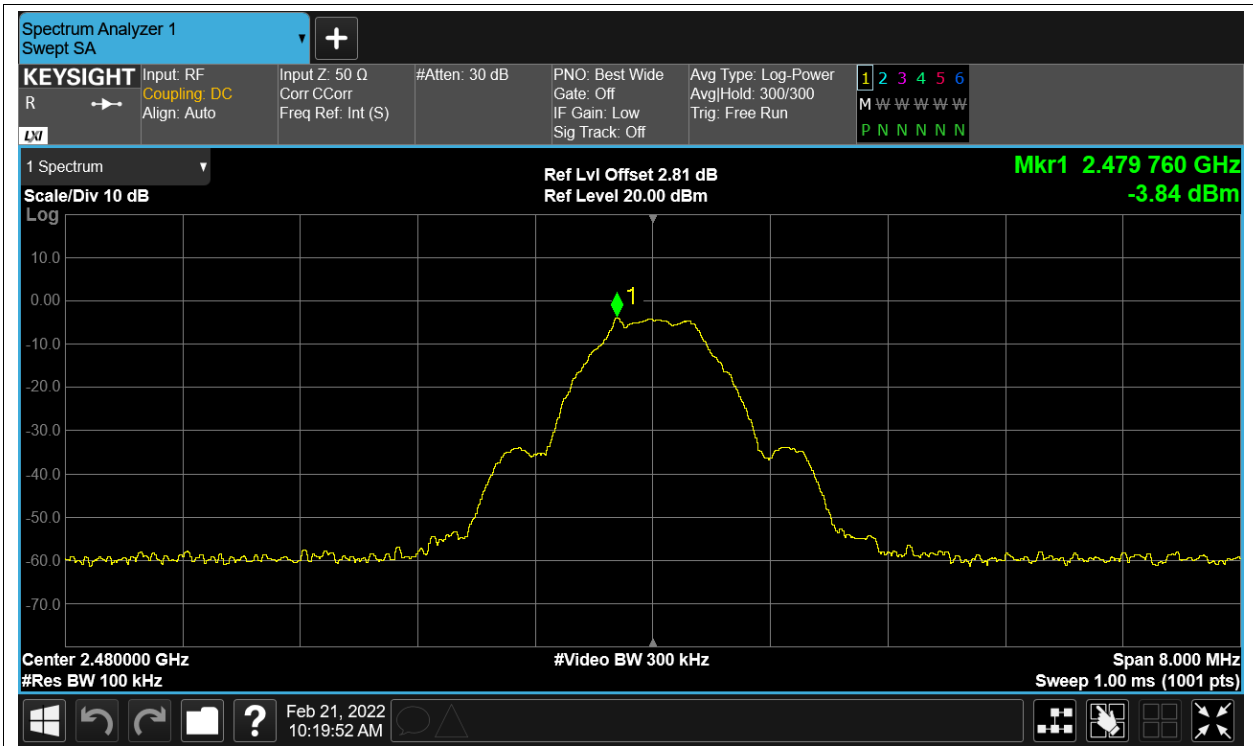 Spectrum Analyzer 1
Swept SA
KEYSIGHT
R
LXI
Input: RF
Coupling: DC
Align: Auto
Input Z: 50 Ω
Corr CCorr
Freq Ref: Int (S)
#Atten: 30 dB
PNO: Best Wide
Gate: Off
IF Gain: Low
Sig Track: Off
Avg Type: Log-Power
Avg|Hold: 300/300
Trig: Free Run
1 2 3 4 5 6
M W W W W W
P N N N N N
1 Spectrum
Scale/Div 10 dB
Log
Ref Lvl Offset 2.81 dB
Ref Level 20.00 dBm
Mkr1 2.479 760 GHz
-3.84 dBm
10.0
0.00
-10.0
-20.0
-30.0
-40.0
-50.0
-60.0
-70.0
1
Center 2.480000 GHz
#Res BW 100 kHz
#Video BW 300 kHz
Span 8.000 MHz
Sweep 1.00 ms (1001 pts)
?
Feb 21, 2022
10:19:52 AM